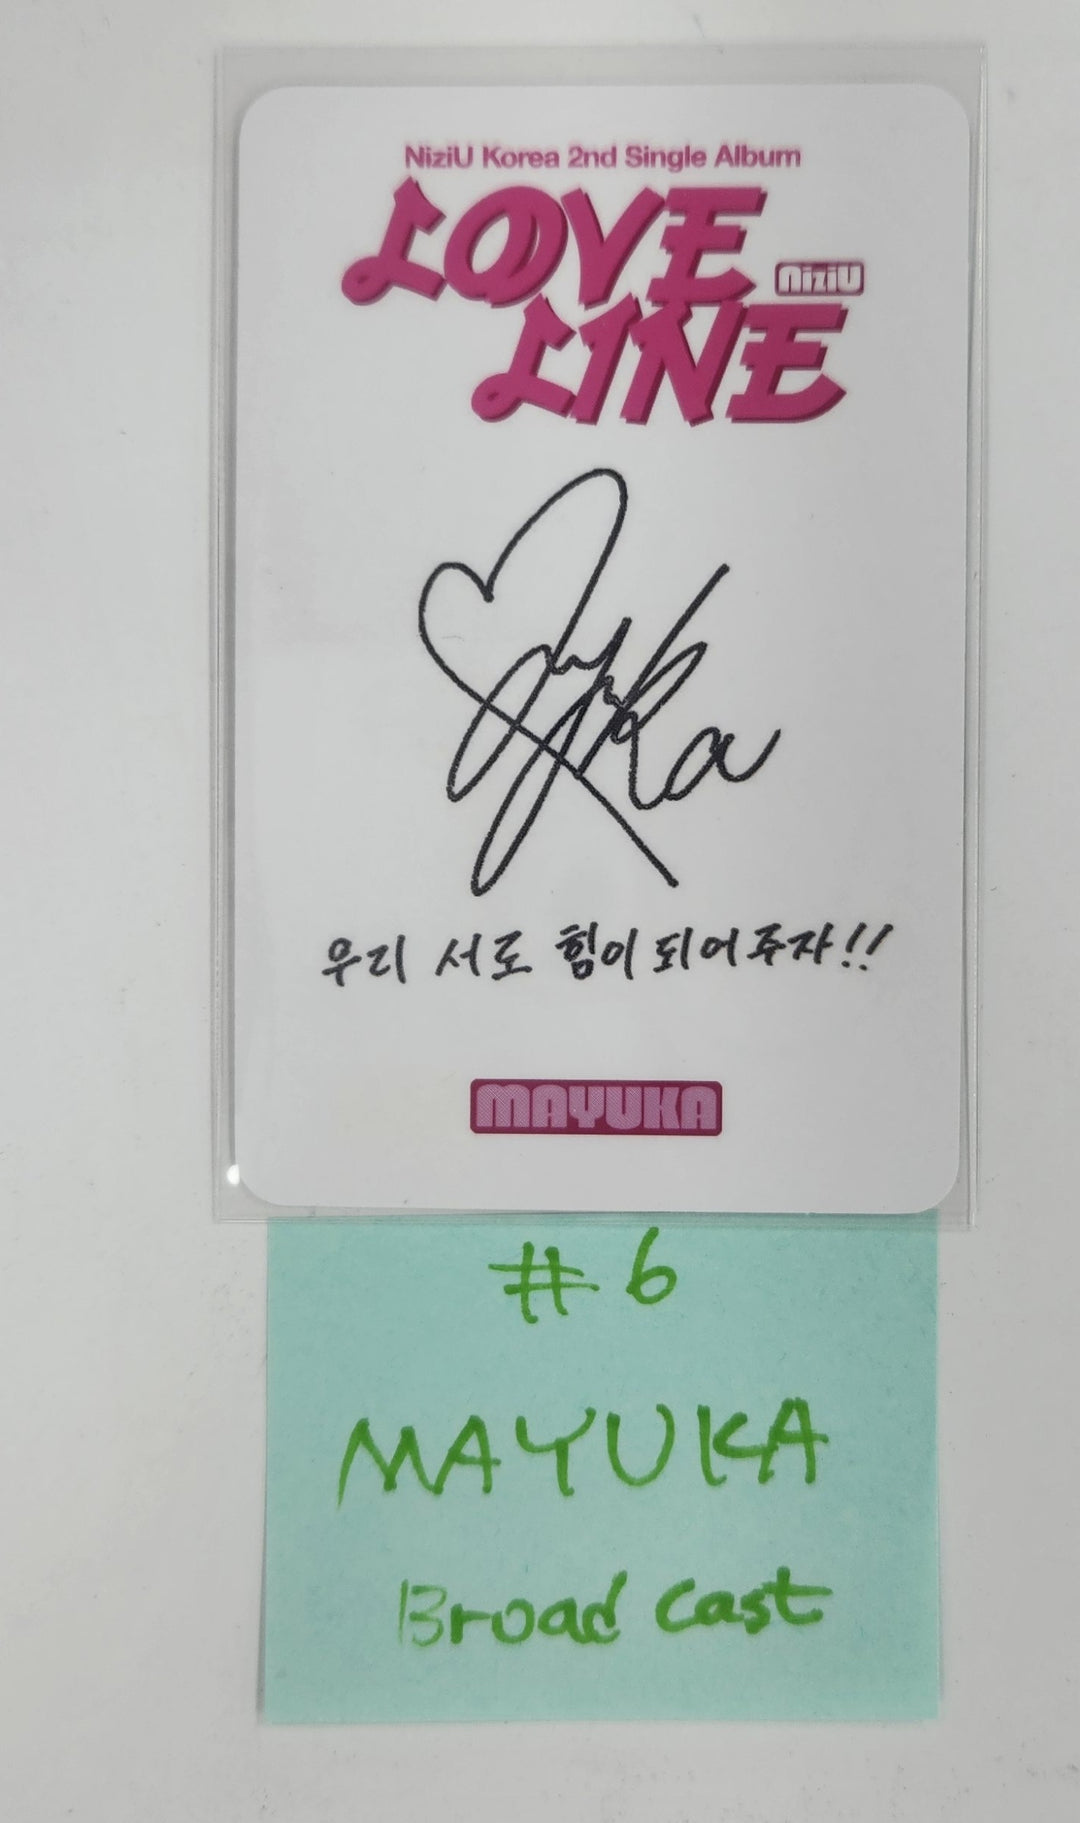 NiziU Korea 2nd Single Album
LOVE
NiziU
LINE
Mayuka
우리 서로 힘이 되어주자!!
MAYUKA
#6
MAYUKA
Broad cast